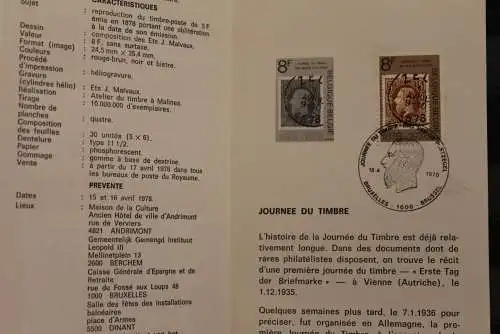 CARACTÉRISTIQUES
Sujet : reproduction du timbre-poste de 5 F
émis en 1878 portant une oblitération
à la date de son émission.
Dessin : composition des Ets J. Malvaux.
Valeur : 8 F, sans surtaxe.
Format (image) : 24,5 mm x 35,4 mm.
Couleurs : rouge-brun, noir et bistre.
Procédé
d'impression : héliogravure.
Gravure
(cylindres hélio) : Ets J. Malvaux.
Réalisation : Atelier du timbre à Malines.
Tirage : 10.000.000 d'exemplaires.
Nombre de
planches : quatre.
Composition
des feuilles : 30 unités (5 x 6).
Dentelure : type 11 1/2.
Papier : phosphorescent.
Gommage : gomme à base de dextrine.
Vente : à partir du 17 avril 1978 dans tous
les bureaux de poste du Royaume.
PREVENTE
Dates : 15 et 16 avril 1978.
Lieux : Maison de la Culture
Ancien Hôtel de ville d'Andrimont
rue de Verviers
4821 ANDRIMONT
Gemeentelijk Gemengd Instituut
Leopold III
Mellinetplein 13
2600 BERCHEM
Caisse Générale d'Epargne et de
Retraite
rue du Fossé aux Loups 48
1000 BRUXELLES
Salle des fêtes des installations
balnéaires
place d'Armes
5500 DINANT
8F
BELGIQUE-BELGIË
1878
8F
BELGIQUE-BELGIË
1878
JOURNÉE DU
1978
BRUXELLES - 1000 - BRUSSEL
JOURNEE DU TIMBRE
L'histoire de la Journée du Timbre est déjà rela-
tivement longue. Dans des documents dont de
rares philatélistes disposent, on trouve le récit
d'une première journée du timbre — « Erste Tag
der Briefmarke » — à Vienne (Autriche), le
1.12.1935.
Quelques semaines plus tard, le 7.1.1936 pour
préciser, fut organisée en Allemagne, la pre-